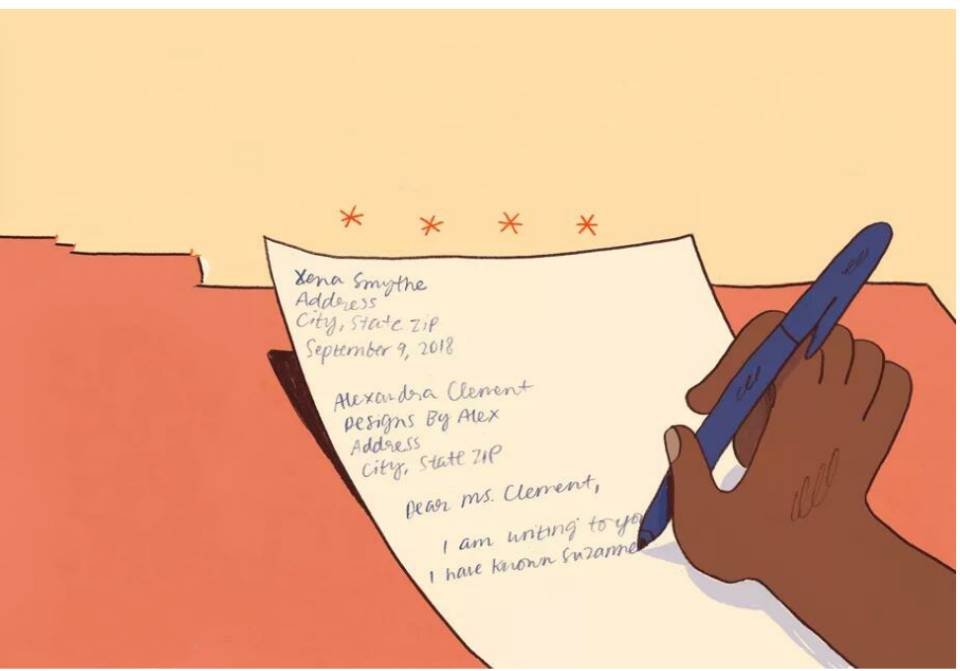 Xena Smythe
Address
City, State ZIP
September 9, 2018
Alexandra Clement
Designs By Alex
Address
City, State ZIP
Dear Ms. Clement,
I am writing to yo
I have known Suzanne